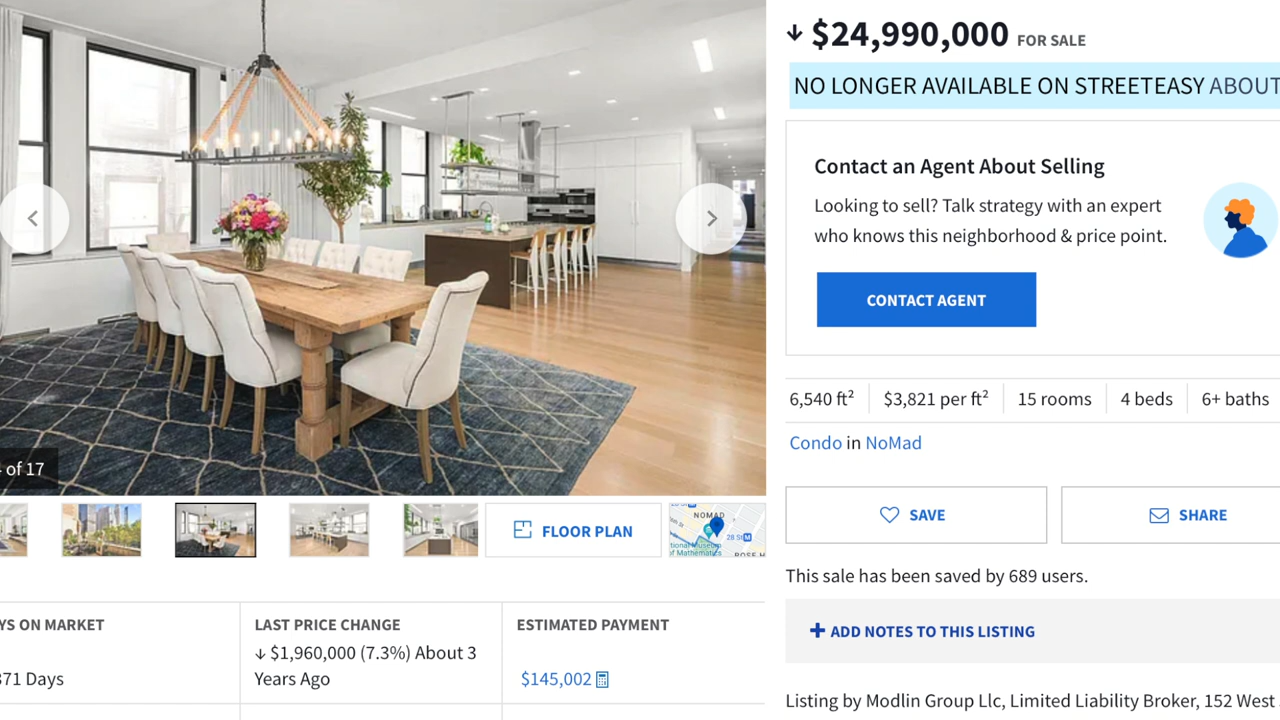 ↓ $24,990,000 FOR SALE
NO LONGER AVAILABLE ON STREETEASY ABOUT
Contact an Agent About Selling
Looking to sell? Talk strategy with an expert
who knows this neighborhood & price point.
CONTACT AGENT
6,540 ft² $3,821 per ft² 15 rooms 4 beds 6+ baths
Condo in NoMad
SAVE
SHARE
This sale has been saved by 689 users.
+ ADD NOTES TO THIS LISTING
Listing by Modlin Group Llc, Limited Liability Broker, 152 West
of 17
FLOOR PLAN
NOMAD
28 St
of Mathematics
ROSE H
YS ON MARKET
371 Days
LAST PRICE CHANGE
↓ $1,960,000 (7.3%) About 3
Years Ago
ESTIMATED PAYMENT
$145,002